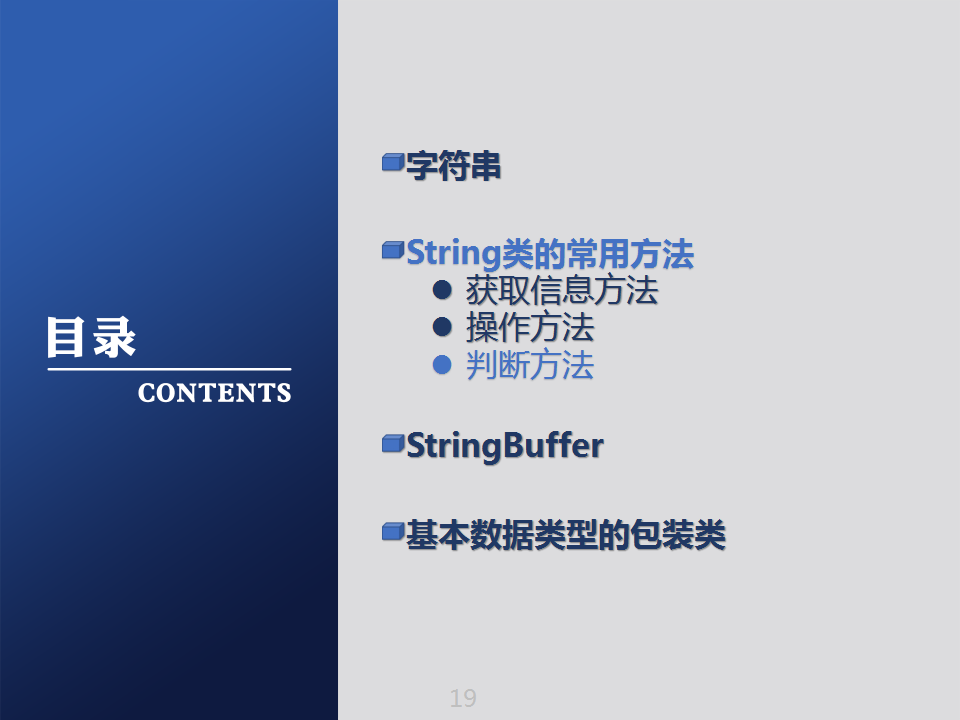 目录
CONTENTS
字符串
String类的常用方法
获取信息方法
操作方法
判断方法
StringBuffer
基本数据类型的包装类
19